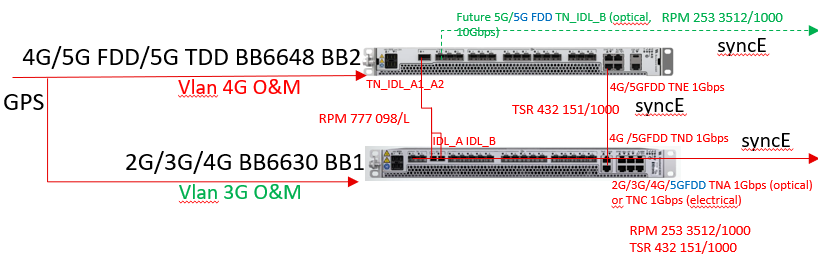 Future 5G/5G FDD TN_IDL_B (optical,
10Gbps)
RPM 253 3512/1000
syncE
4G/5G FDD/5G TDD BB6648 BB2
Vlan 4G O&M
TN_IDL_A1_A2
4G/5GFDD TNE 1Gbps
GPS
RPM 777 098/L
TSR 432 151/1000
syncE
IDL_A IDL_B
4G /5GFDD TND 1Gbps
syncE
2G/3G/4G BB6630 BB1
Vlan 3G O&M
2G/3G/4G/5GFDD TNA 1Gbps (optical)
or TNC 1Gbps (electrical)
RPM 253 3512/1000
TSR 432 151/1000